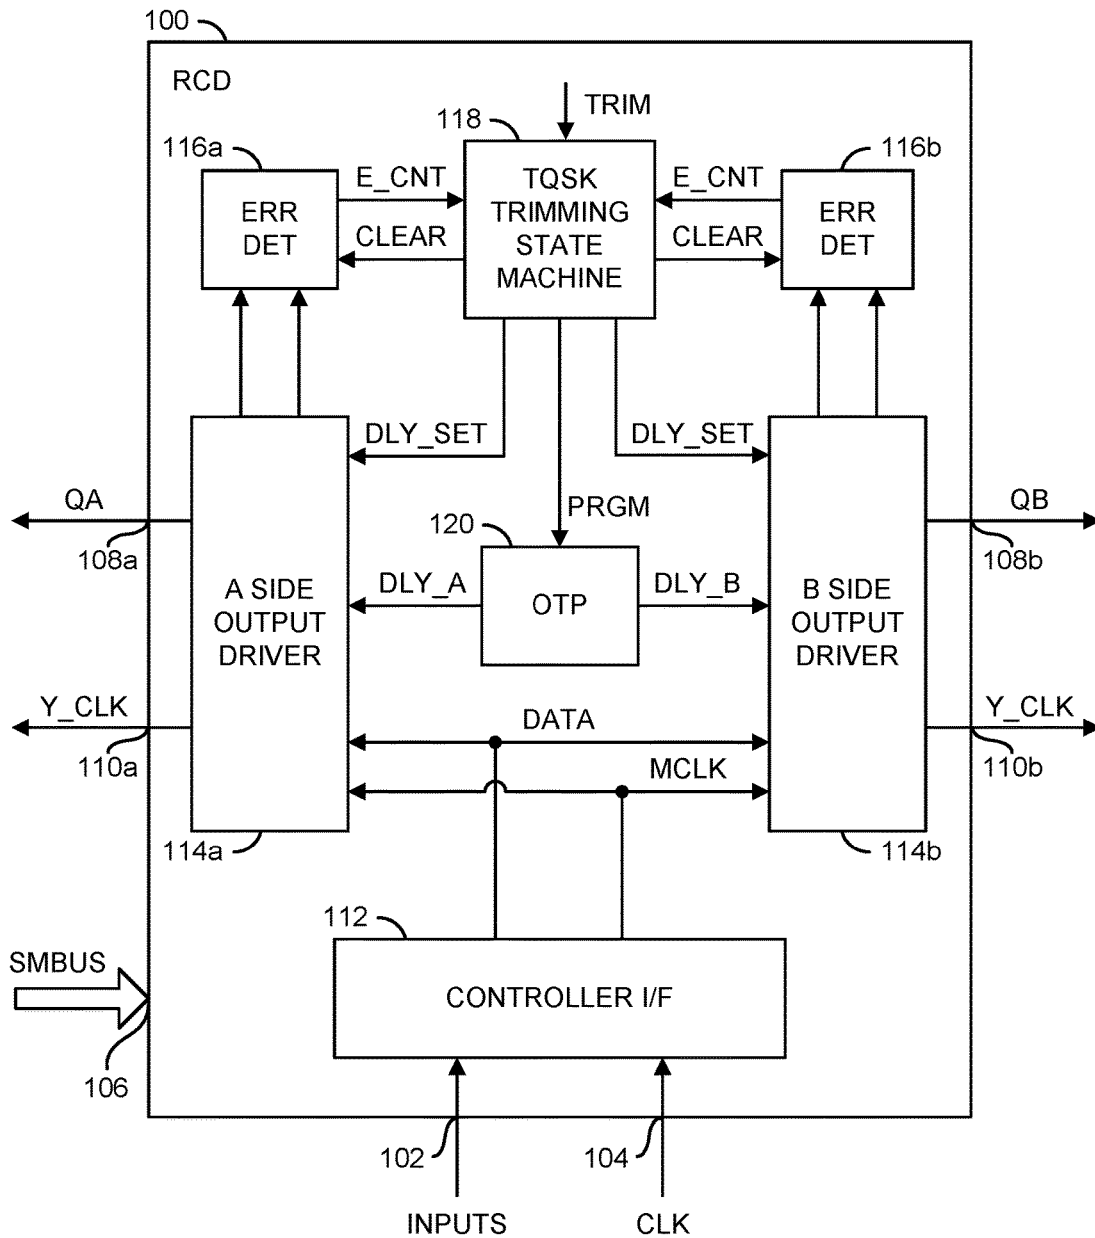 100
RCD
TRIM
118
116a
116b
E_CNT
TQSK
TRIMMING
STATE
MACHINE
E_CNT
ERR
DET
ERR
DET
CLEAR
CLEAR
DLY_SET
DLY_SET
QA
PRGM
QB
108a
120
108b
DLY_A
OTP
DLY_B
A SIDE
OUTPUT
DRIVER
B SIDE
OUTPUT
DRIVER
Y_CLK
DATA
Y_CLK
110a
MCLK
110b
114a
114b
112
SMBUS
CONTROLLER I/F
106
102
104
INPUTS
CLK